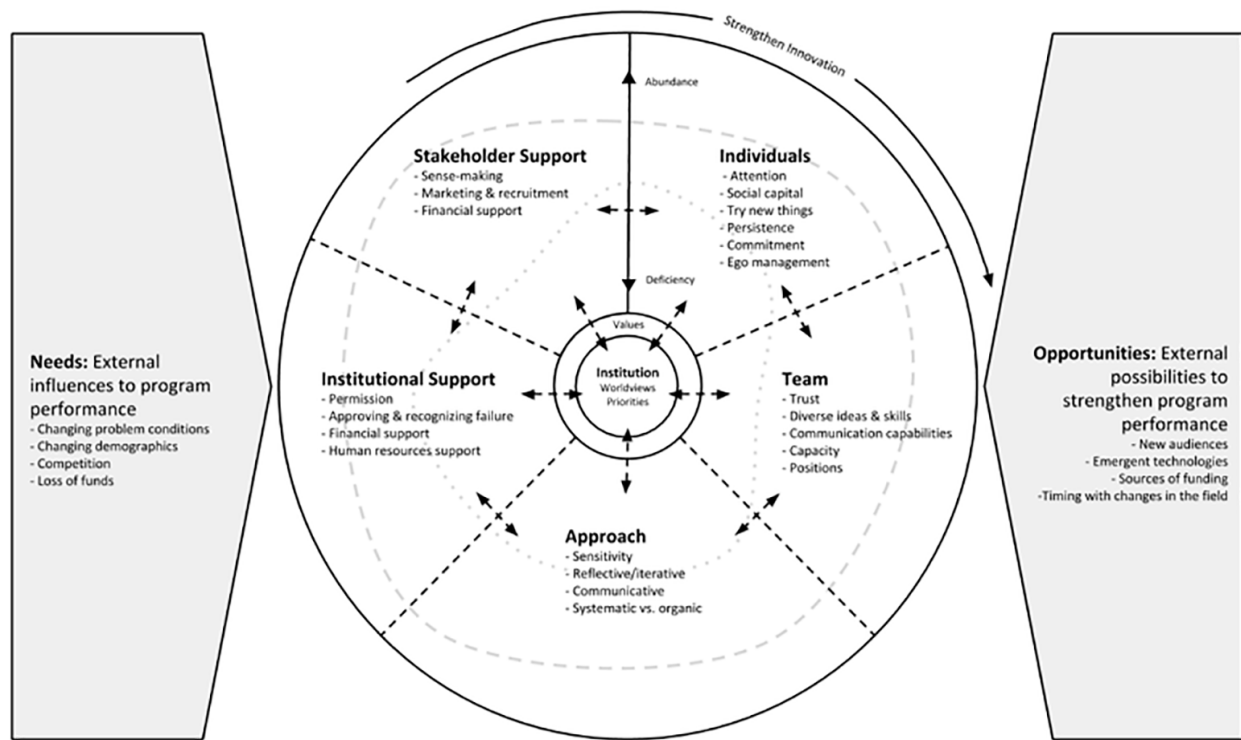 Strengthen Innovation
Abundance
Stakeholder Support
- Sense-making
- Marketing & recruitment
- Financial support
Individuals
- Attention
- Social capital
- Try new things
- Persistence
- Commitment
- Ego management
Deficiency
Values
Institution
Worldviews
Priorities
Needs: External
influences to program
performance
- Changing problem conditions
- Changing demographics
- Competition
- Loss of funds
Institutional Support
- Permission
- Approving & recognizing failure
- Financial support
- Human resources support
Team
- Trust
- Diverse ideas & skills
- Communication capabilities
- Capacity
- Positions
Opportunities: External
possibilities to
strengthen program
performance
- New audiences
- Emergent technologies
- Sources of funding
-Timing with changes in the field
Approach
- Sensitivity
- Reflective/iterative
- Communicative
- Systematic vs. organic